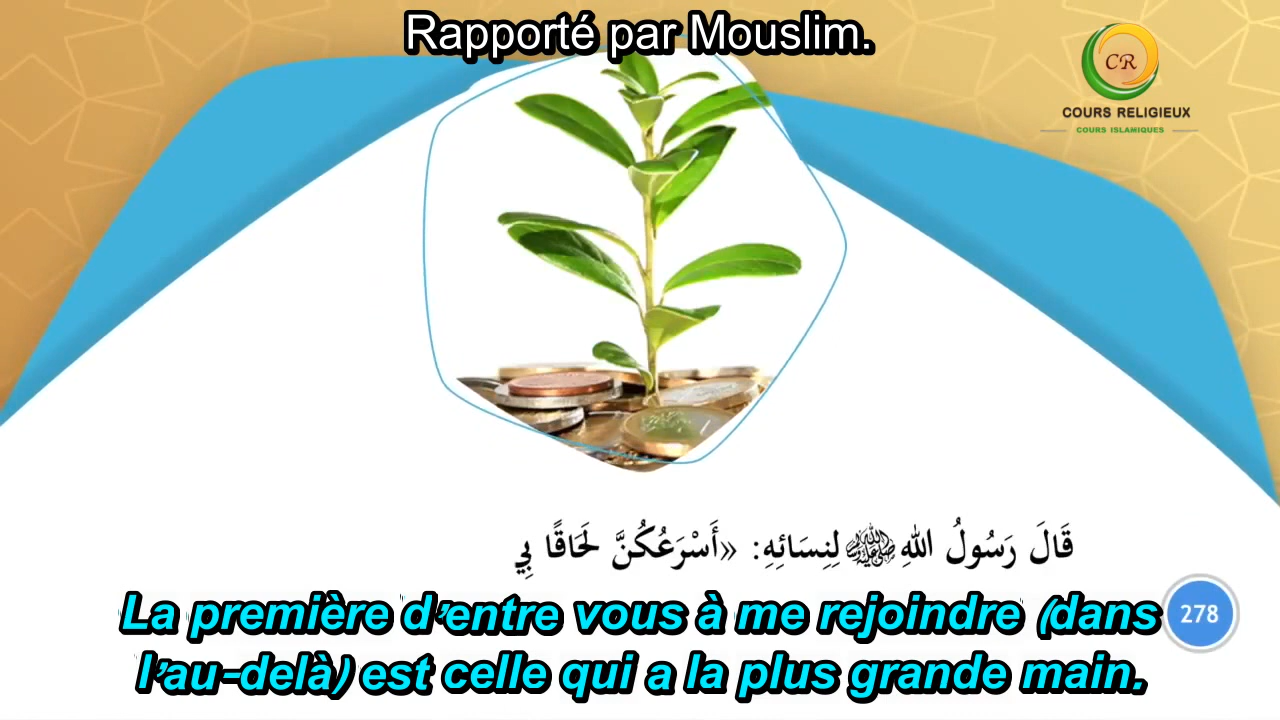 Rapporté par Mouslim.
CR
COURS RELIGIEUX
COURS ISLAMIQUES
قَالَ رَسُولُ اللهِ ﷺ لِنِسَائِهِ: «أَسْرَعُكُنَّ لَحَاقًا بِي
278
La première d'entre vous à me rejoindre (dans
l'au-delà) est celle qui a la plus grande main.